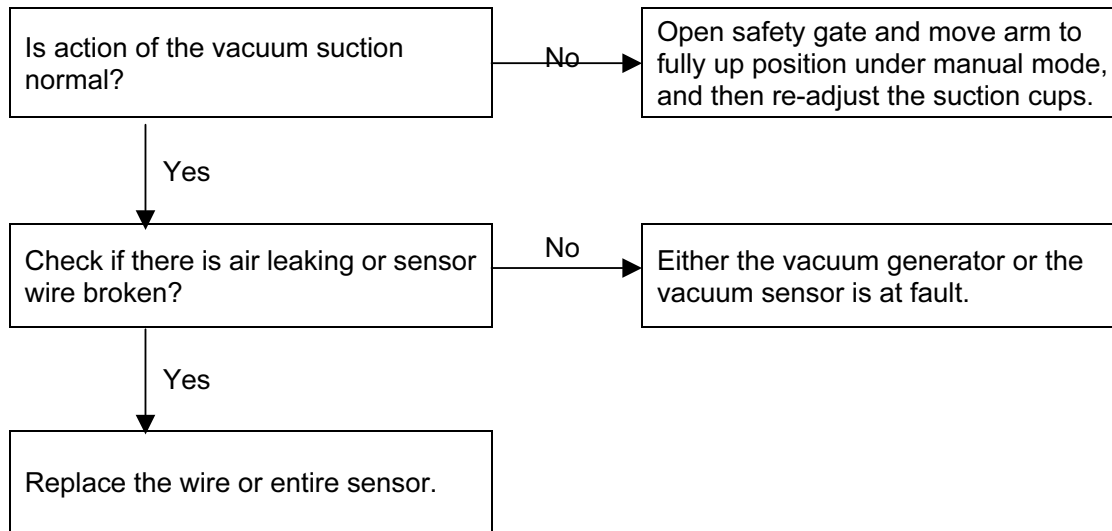 Is action of the vacuum suction
normal?
No
Open safety gate and move arm to
fully up position under manual mode,
and then re-adjust the suction cups.
Yes
Check if there is air leaking or sensor
wire broken?
No
Either the vacuum generator or the
vacuum sensor is at fault.
Yes
Replace the wire or entire sensor.